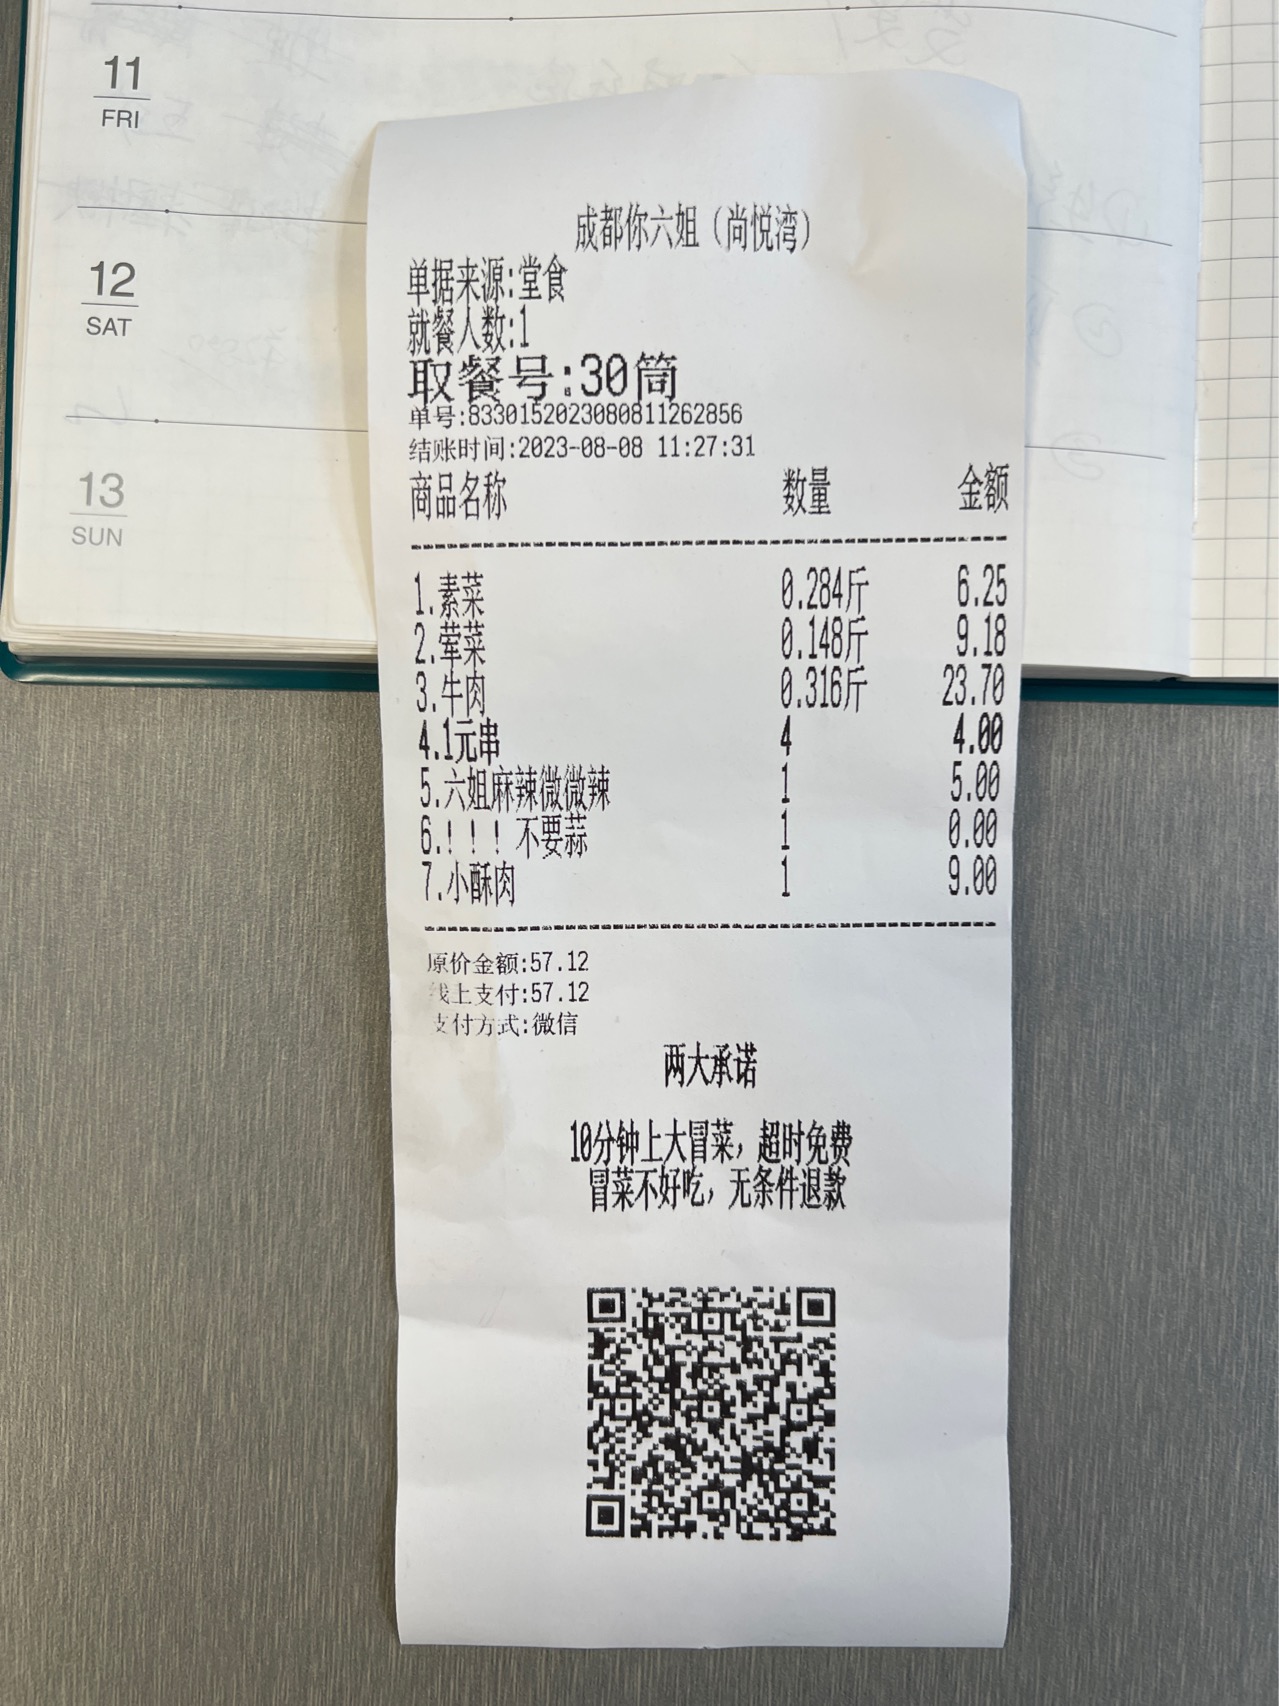 11
FRI
12
SAT
13
SUN
成都你六姐（尚悦湾）
单据来源:堂食
就餐人数:1
取餐号:30筒
单号:83301520230808112628​56
结账时间:2023-08-08 11:27:31
商品名称 数量 金额
1.素菜 0.284斤 6.25
2.荤菜 0.148斤 9.18
3.牛肉 0.316斤 23.70
4.1元串 4 4.00
5.六姐麻辣微微辣 1 5.00
6.！！！不要蒜 1 0.00
7.小酥肉 1 9.00
原价金额:57.12
线上支付:57.12
支付方式:微信
两大承诺
10分钟上大冒菜，超时免费
冒菜不好吃，无条件退款